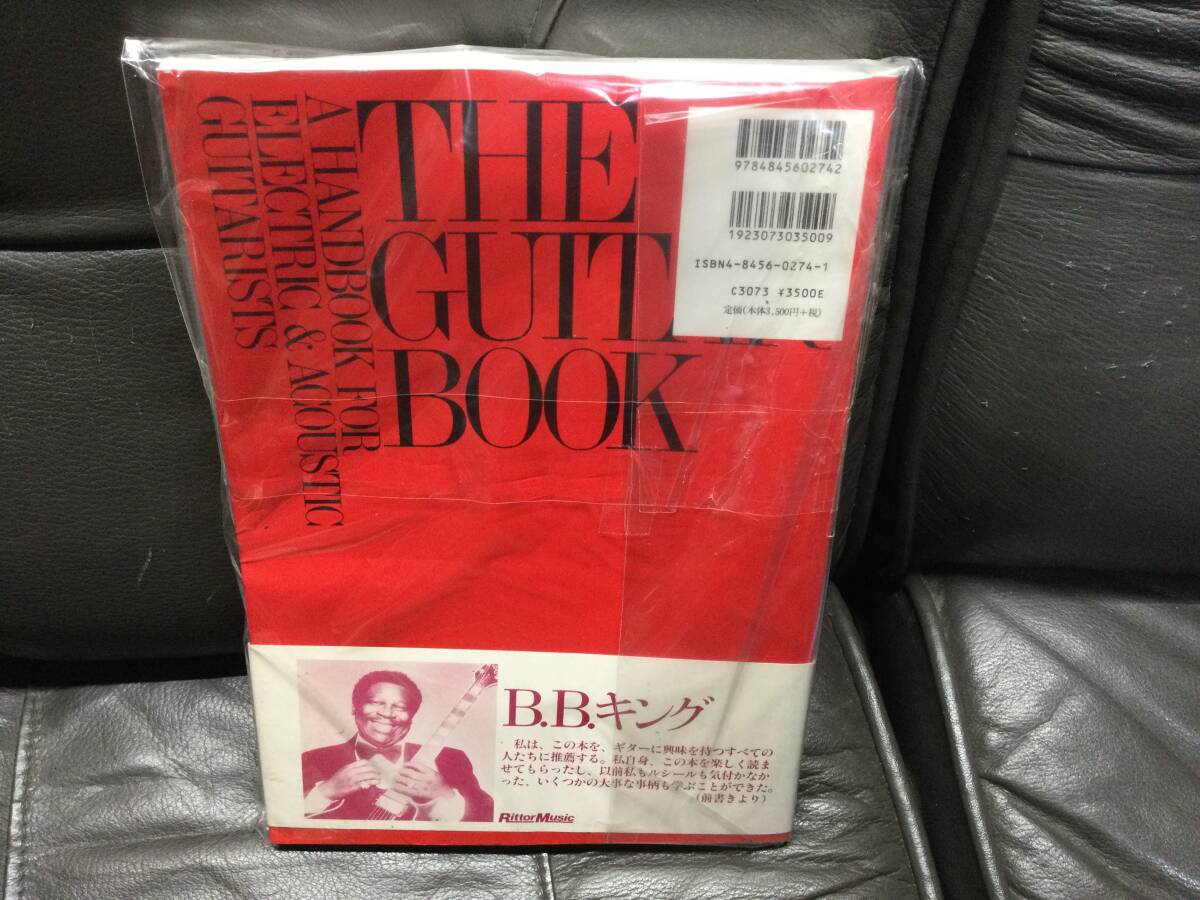 THE
GUITAR
BOOK
A HANDBOOK FOR
ELECTRIC & ACOUSTIC
GUITARISTS
9784845602742
1923073035009
ISBN4-8456-0274-1
C3073 ¥3500E
定価(本体3,500円+税)
B.B.キング
私は、この本を、ギターに興味を持つすべての
人たちに推薦する。私自身、この本を楽しく読ま
せてもらったし、以前私もルシールも気付かなか
った、いくつかの大事な事柄も学ぶことができた。
(前書きより)
RittorMusic